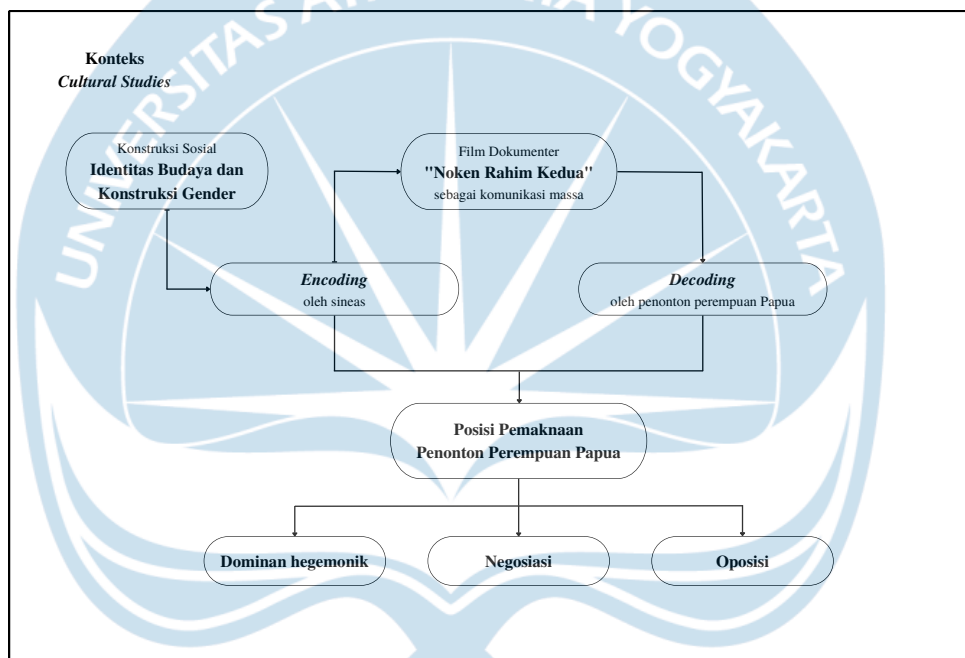 UNIVERSITAS ATMA JAYA YOGYAKARTA
Konteks
Cultural Studies
Konstruksi Sosial
Identitas Budaya dan
Konstruksi Gender
Film Dokumenter
"Noken Rahim Kedua"
sebagai komunikasi massa
Encoding
oleh sineas
Decoding
oleh penonton perempuan Papua
Posisi Pemaknaan
Penonton Perempuan Papua
Dominan hegemonik
Negosiasi
Oposisi